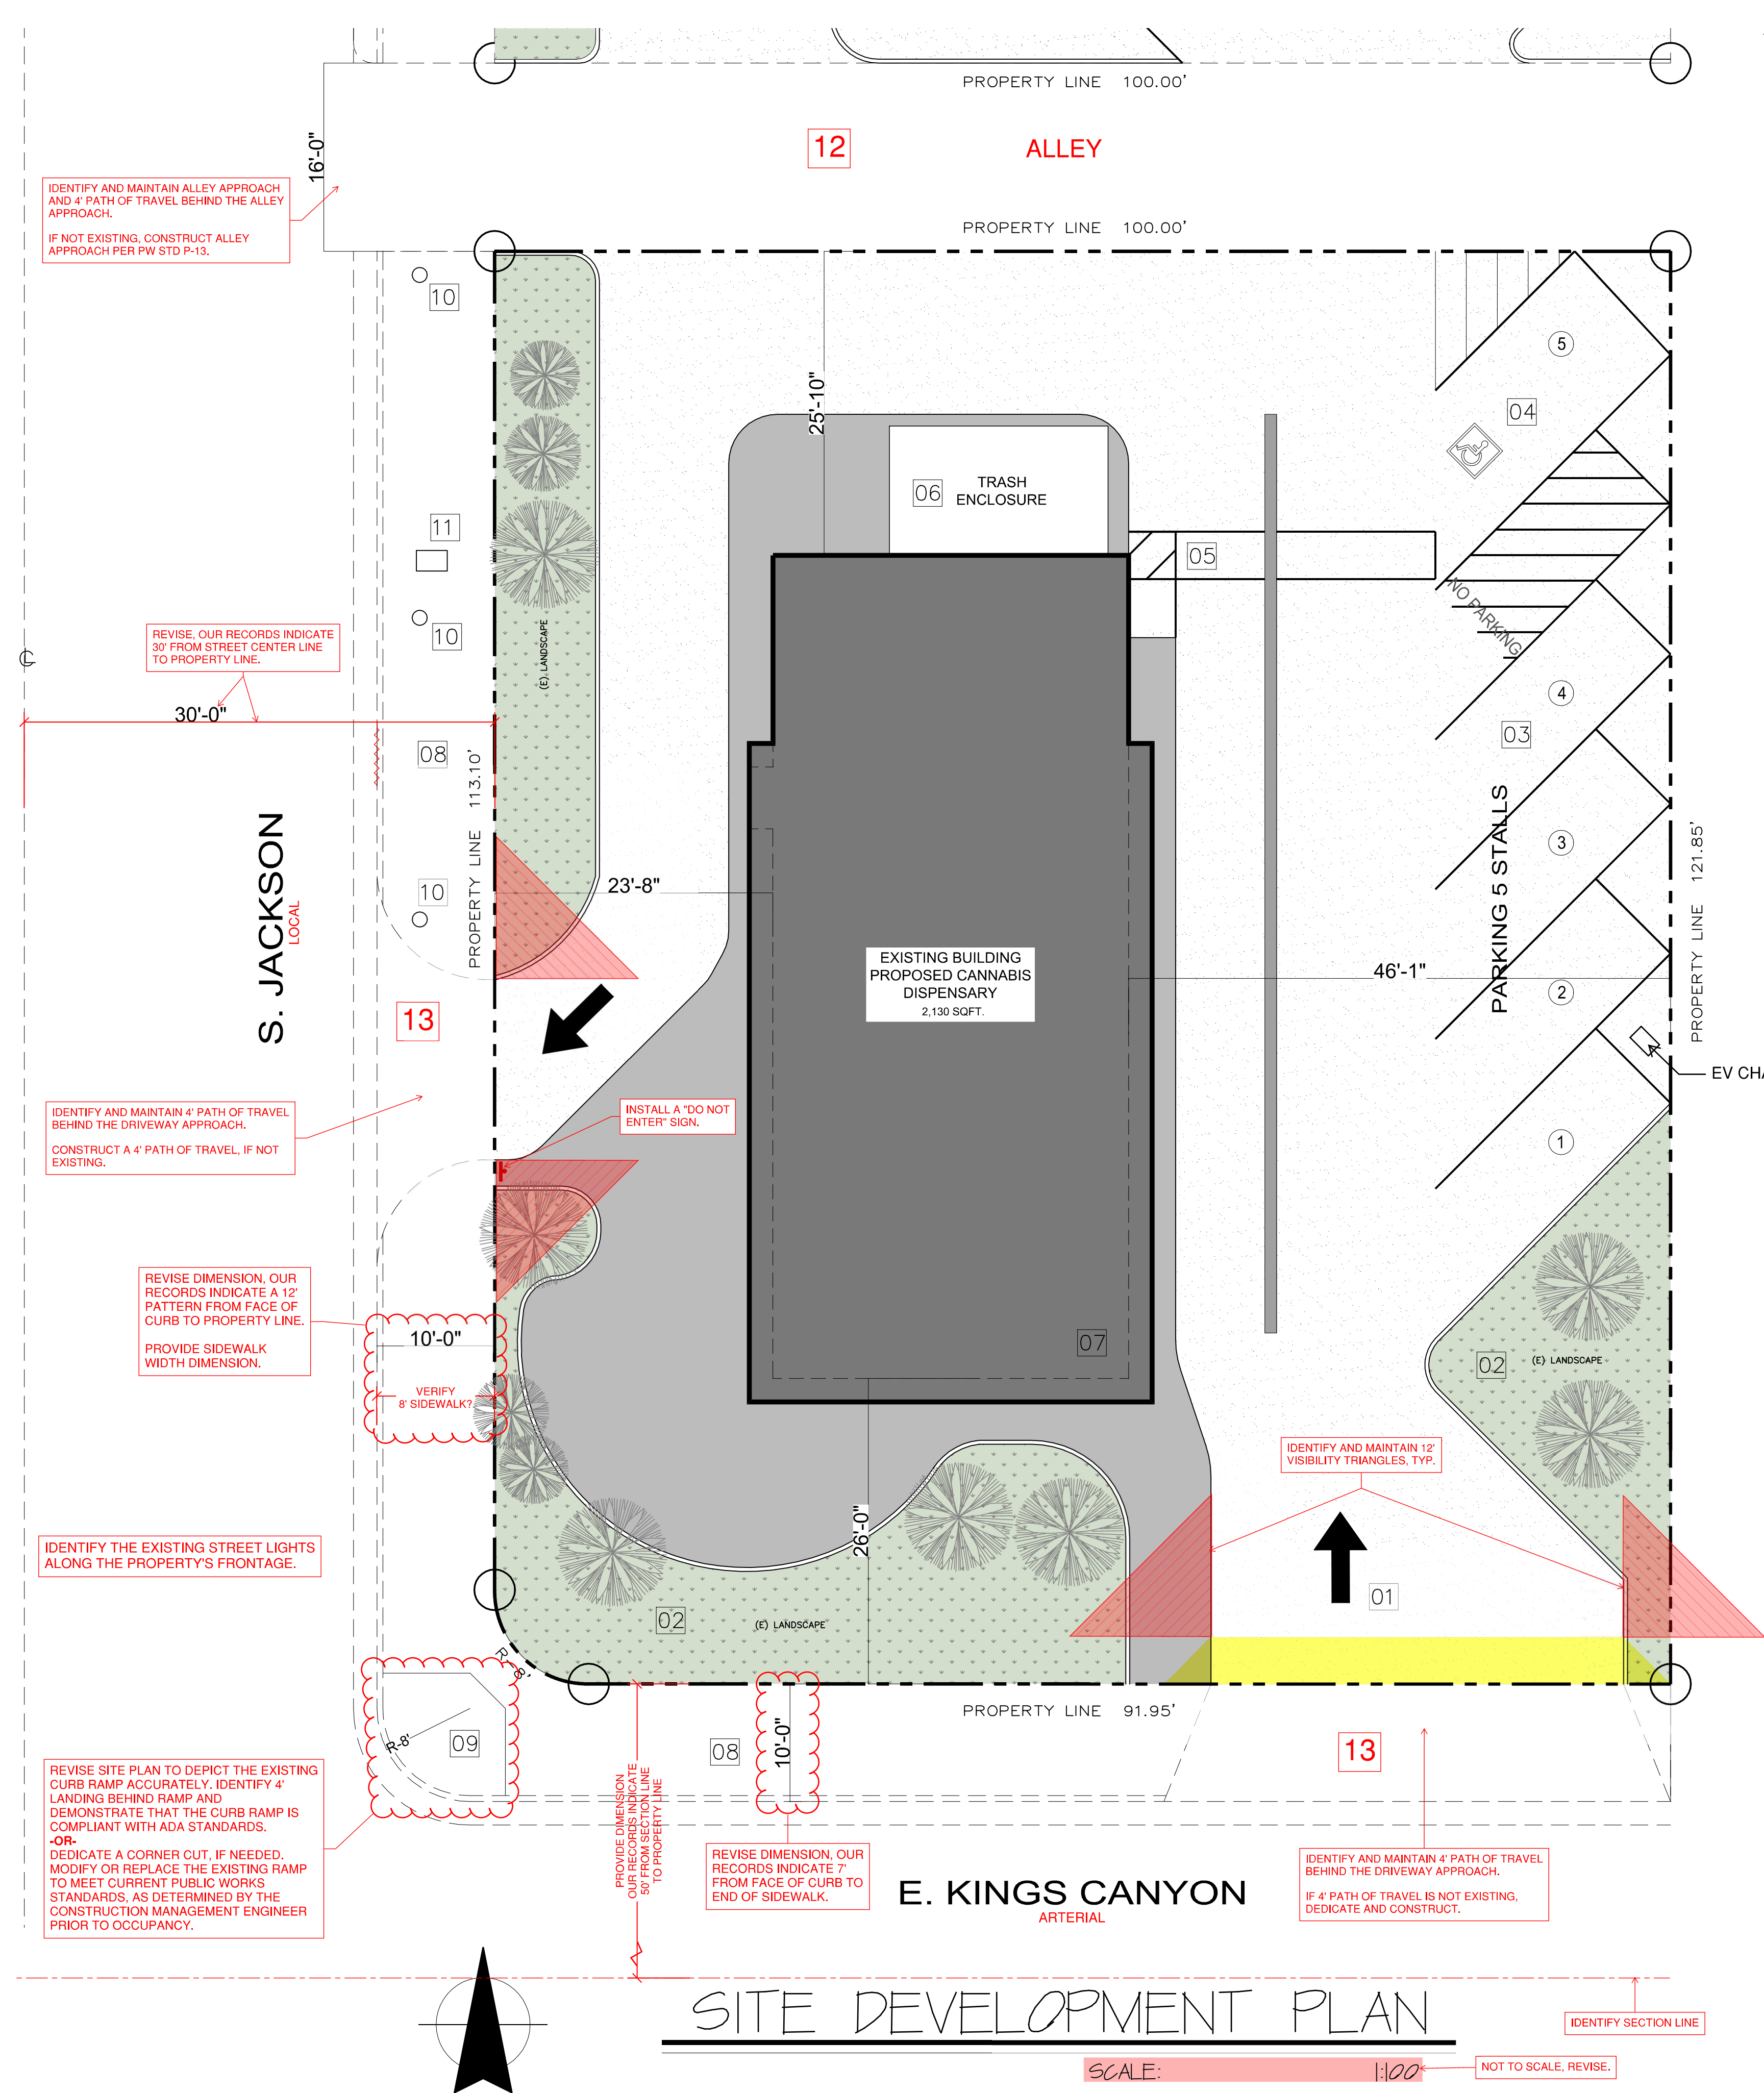 PROPERTY LINE 100.00'
12
ALLEY
16'-0"
IDENTIFY AND MAINTAIN ALLEY APPROACH
AND 4' PATH OF TRAVEL BEHIND THE ALLEY
APPROACH.
IF NOT EXISTING, CONSTRUCT ALLEY
APPROACH PER PW STD P-13.
PROPERTY LINE 100.00'
10
5
25'-10"
04
06
TRASH
ENCLOSURE
11
05
NO PARKING
10
(E) LANDSCAPE
REVISE, OUR RECORDS INDICATE
30' FROM STREET CENTER LINE
TO PROPERTY LINE.
CL
30'-0"
4
03
08
PROPERTY LINE 113.10'
S. JACKSON
LOCAL
10
23'-8"
3
PARKING 5 STALLS
PROPERTY LINE 121.85'
EXISTING BUILDING
PROPOSED CANNABIS
DISPENSARY
2,130 SQFT.
46'-1"
2
13
EV CHA
IDENTIFY AND MAINTAIN 4' PATH OF TRAVEL
BEHIND THE DRIVEWAY APPROACH.
CONSTRUCT A 4' PATH OF TRAVEL, IF NOT
EXISTING.
INSTALL A "DO NOT
ENTER" SIGN.
1
REVISE DIMENSION, OUR
RECORDS INDICATE A 12'
PATTERN FROM FACE OF
CURB TO PROPERTY LINE.
PROVIDE SIDEWALK
WIDTH DIMENSION.
10'-0"
VERIFY
8' SIDEWALK?
07
02
(E) LANDSCAPE
IDENTIFY AND MAINTAIN 12'
VISIBILITY TRIANGLES, TYP.
26'-0"
IDENTIFY THE EXISTING STREET LIGHTS
ALONG THE PROPERTY'S FRONTAGE.
01
02
(E) LANDSCAPE
R-8'
PROPERTY LINE 91.95'
R-8'
09
08
10'-0"
13
REVISE SITE PLAN TO DEPICT THE EXISTING
CURB RAMP ACCURATELY. IDENTIFY 4'
LANDING BEHIND RAMP AND
DEMONSTRATE THAT THE CURB RAMP IS
COMPLIANT WITH ADA STANDARDS.
-OR-
DEDICATE A CORNER CUT, IF NEEDED.
MODIFY OR REPLACE THE EXISTING RAMP
TO MEET CURRENT PUBLIC WORKS
STANDARDS, AS DETERMINED BY THE
CONSTRUCTION MANAGEMENT ENGINEER
PRIOR TO OCCUPANCY.
PROVIDE DIMENSION
OUR RECORDS INDICATE
50' FROM SECTION LINE
TO PROPERTY LINE
REVISE DIMENSION, OUR
RECORDS INDICATE 7'
FROM FACE OF CURB TO
END OF SIDEWALK.
E. KINGS CANYON
ARTERIAL
IDENTIFY AND MAINTAIN 4' PATH OF TRAVEL
BEHIND THE DRIVEWAY APPROACH.
IF 4' PATH OF TRAVEL IS NOT EXISTING,
DEDICATE AND CONSTRUCT.
SITE DEVELOPMENT PLAN
IDENTIFY SECTION LINE
SCALE: 1:100
NOT TO SCALE, REVISE.